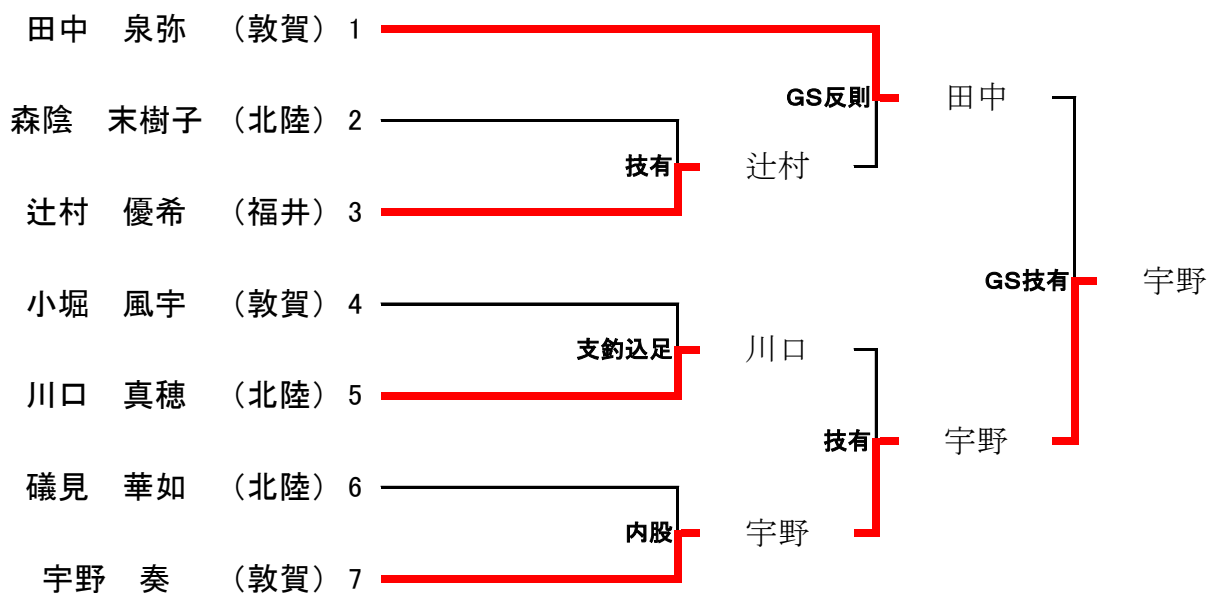 田中　泉弥　（敦賀）1
GS反則　田中
森陰　末樹子　（北陸）2
技有　辻村
辻村　優希　（福井）3
GS技有　宇野
小堀　風宇　（敦賀）4
支釣込足　川口
川口　真穂　（北陸）5
技有　宇野
礒見　華如　（北陸）6
内股　宇野
宇野　奏　（敦賀）7